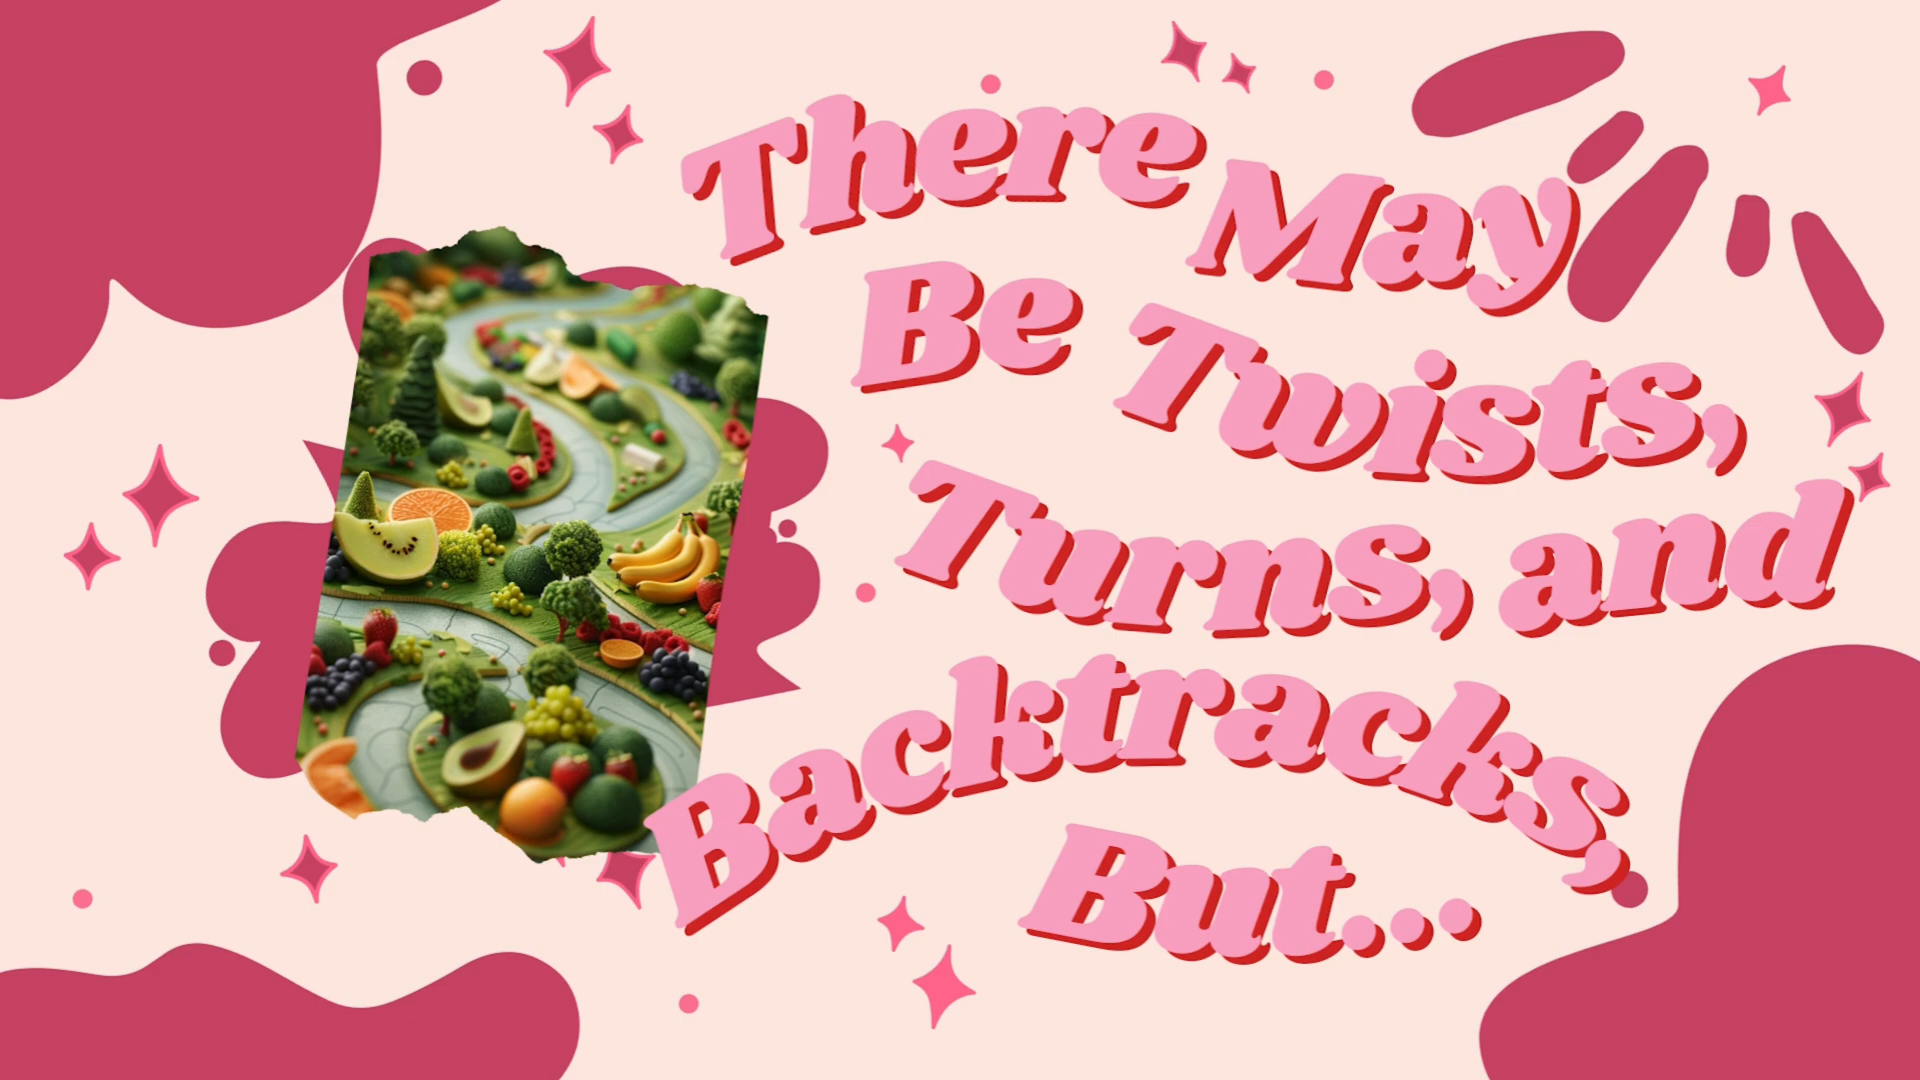 There May
Be Twists,
Turns, and
Backtracks,
But...